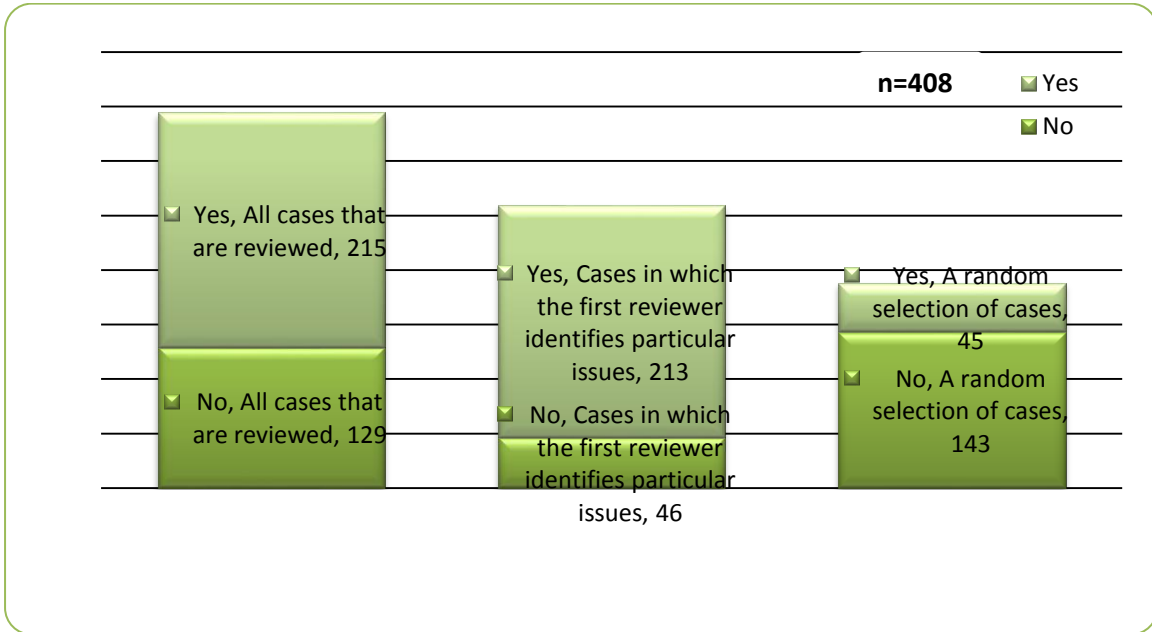 n=408
Yes
No
Yes, All cases that
are reviewed, 215
No, All cases that
are reviewed, 129
Yes, Cases in which
the first reviewer
identifies particular
issues, 213
No, Cases in which
the first reviewer
identifies particular
issues, 46
Yes, A random
selection of cases,
45
No, A random
selection of cases,
143